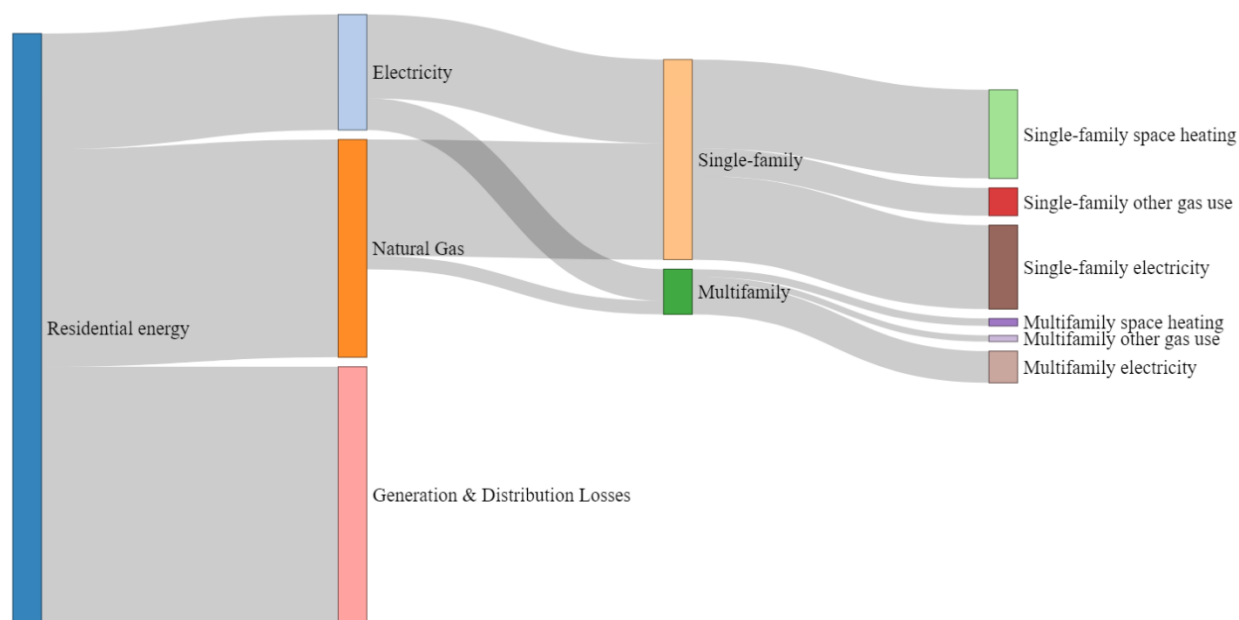 Residential energy
Electricity
Natural Gas
Generation & Distribution Losses
Single-family
Multifamily
Single-family space heating
Single-family other gas use
Single-family electricity
Multifamily space heating
Multifamily other gas use
Multifamily electricity